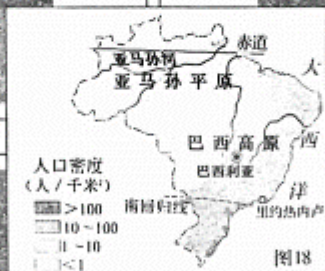 赤道
亚马孙河
亚马孙平原
大
巴西高原
西
巴西利亚
洋
人口密度
(人/千米²)
南回归线
里约热内卢
>100
10~100
1~10
<1
图18